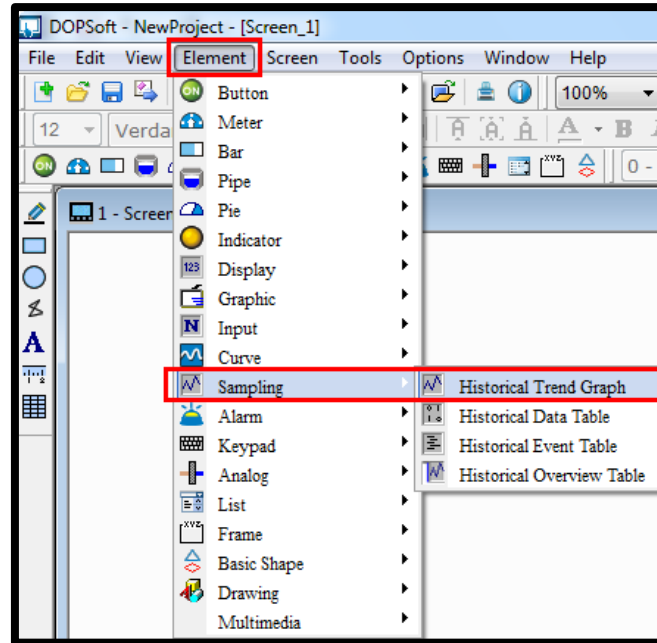 DOPSoft - NewProject - [Screen_1]
File Edit View Element Screen Tools Options Window Help
100%
12 Verda A B
0 -
1 - Screen
Button
Meter
Bar
Pipe
Pie
Indicator
Display
Graphic
Input
Curve
Sampling
Alarm
Keypad
Analog
List
Frame
Basic Shape
Drawing
Multimedia
Historical Trend Graph
Historical Data Table
Historical Event Table
Historical Overview Table